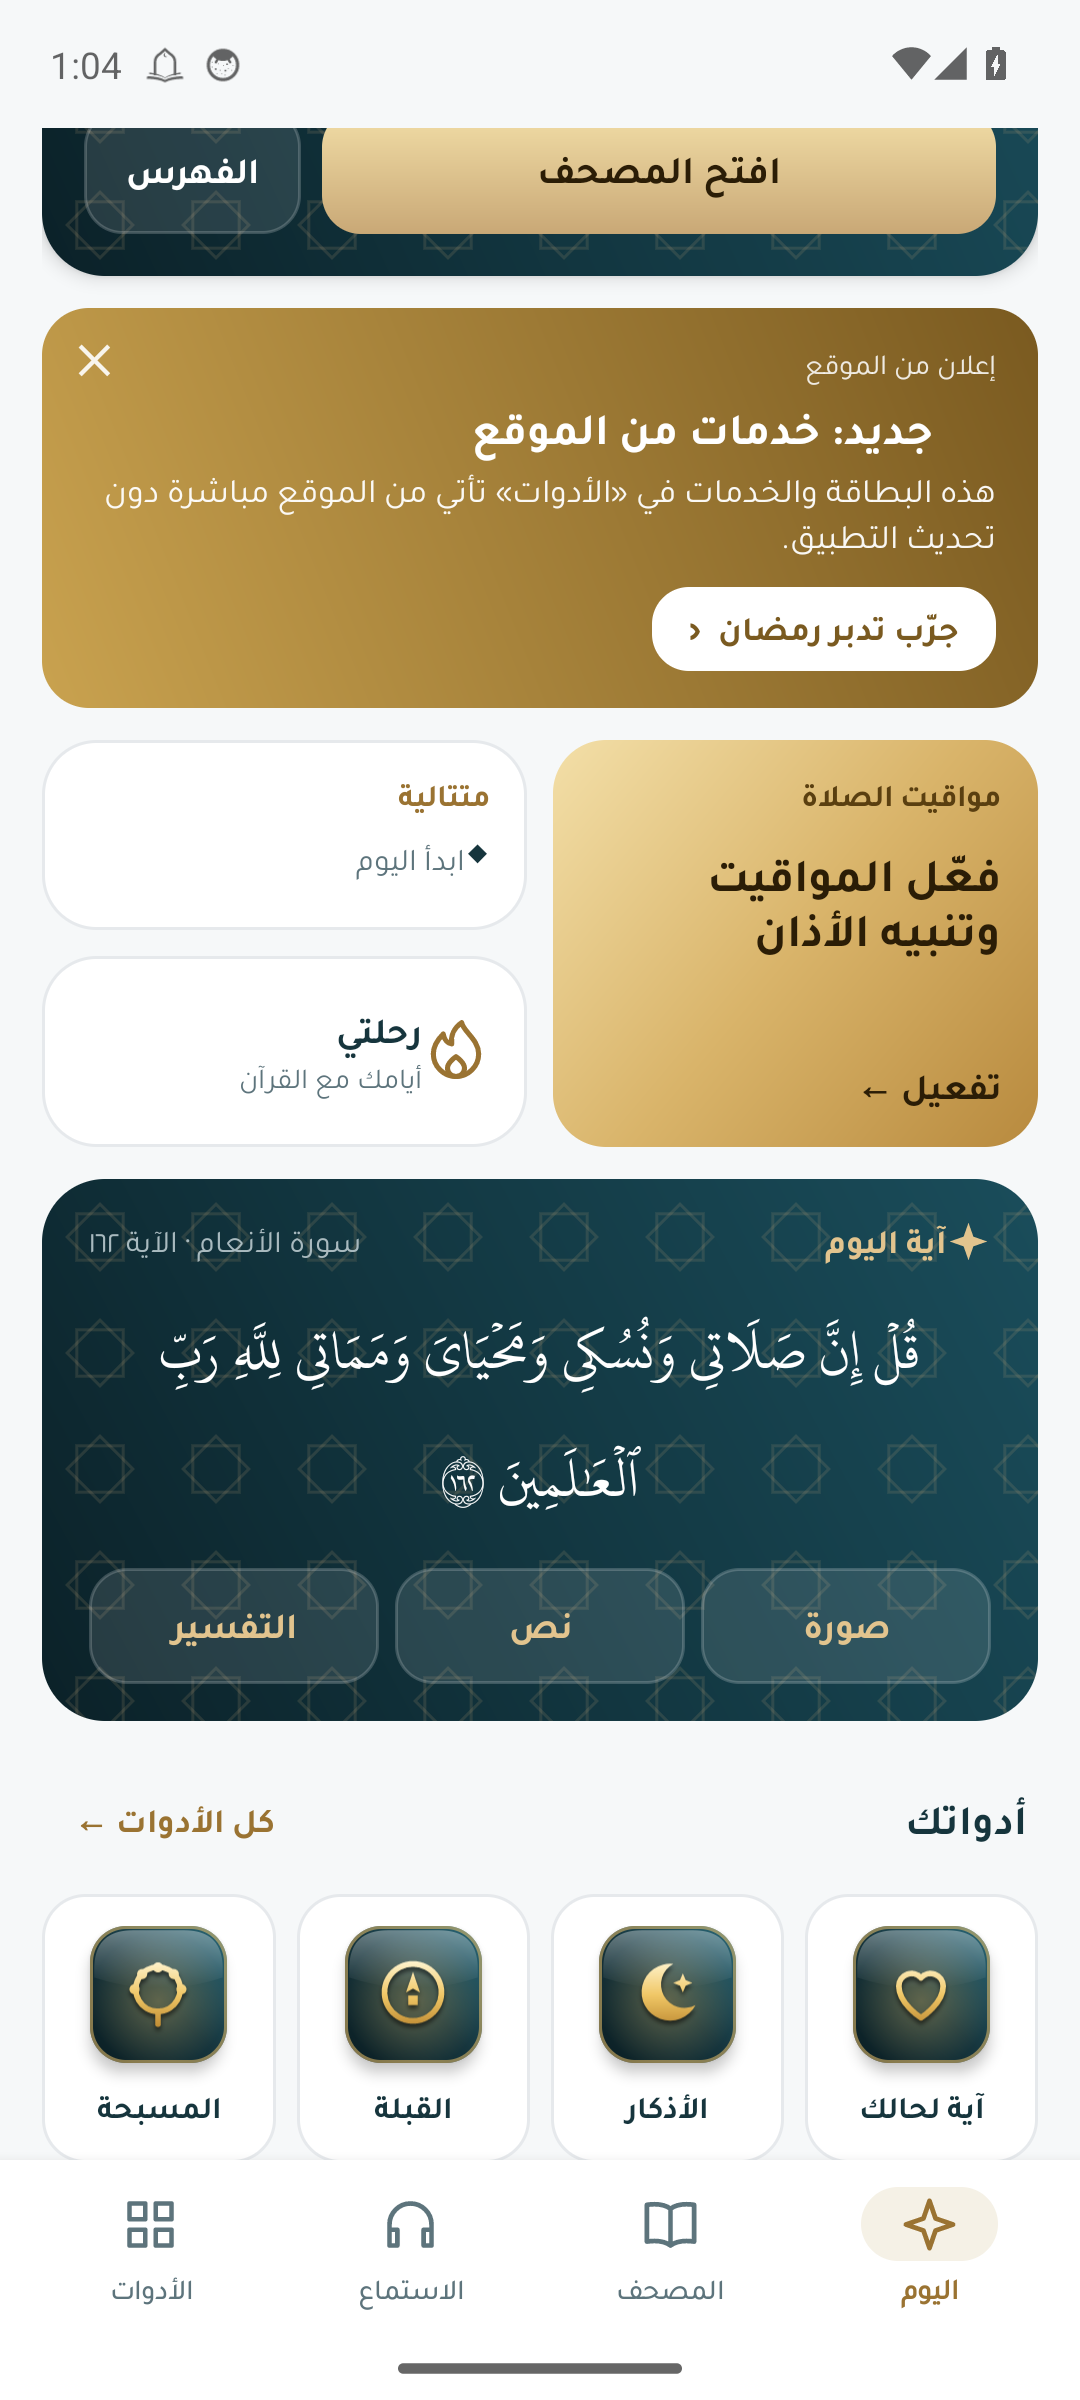 1:04
افتح المصحف
الفهرس
إعلان من الموقع
جديد: خدمات من الموقع
هذه البطاقة والخدمات في «الأدوات» تأتي من الموقع مباشرة دون
تحديث التطبيق.
جرّب تدبر رمضان ‹
مواقيت الصلاة
فعّل المواقيت
وتنبيه الأذان
تفعيل ←
متتالية
ابدأ اليوم
رحلتي
أيامك مع القرآن
آية اليوم
سورة الأنعام · الآية ١٦٢
قُلۡ إِنَّ صَلَاتِي وَنُسُكِي وَمَحۡيَايَ وَمَمَاتِي لِلَّهِ رَبِّ
ٱلۡعَٰلَمِينَ ١٦٢
صورة
نص
التفسير
أدواتك
كل الأدوات ←
آية لحالك
الأذكار
القبلة
المسبحة
اليوم
المصحف
الاستماع
الأدوات